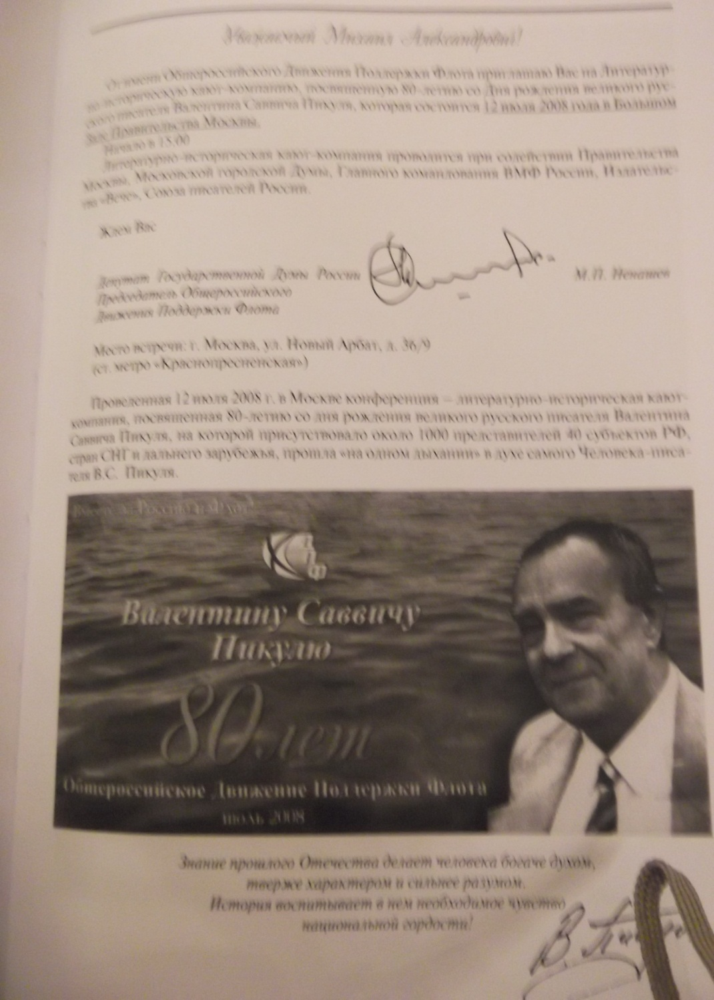 Уважаемый Михаил Александрович!
От имени Общероссийского Движения Поддержки Флота приглашаю Вас на Литератур-
но-историческую кают-компанию, посвященную 80-летию со Дня рождения великого рус-
ского писателя Валентина Саввича Пикуля, которая состоится 12 июля 2008 года в Большом
Зале Правительства Москвы.
Начало в 15.00
Литературно-историческая кают-компания проводится при содействии Правительства
Москвы, Московской городской Думы, Главного командования ВМФ России, Издательс-
тва «Вече», Союза писателей России.
Ждем Вас
Депутат Государственной Думы России
Председатель Общероссийского
Движения Поддержки Флота
М.П. Ненашев
Место встречи: г. Москва, ул. Новый Арбат, д. 36/9
(ст. метро «Краснопресненская»)
Проведенная 12 июля 2008 г. в Москве конференция – литературно-историческая кают-
компания, посвященная 80-летию со дня рождения великого русского писателя Валентина
Саввича Пикуля, на которой присутствовало около 1000 представителей 40 субъектов РФ,
стран СНГ и дальнего зарубежья, прошла «на одном дыхании» в духе самого Человека-писа-
теля В.С. Пикуля.
России и Флот!
Валентину Саввичу
Пикулю
80 лет
Общероссийское Движение Поддержки Флота
июль 2008
Знание прошлого Отечества делает человека богаче духом,
тверже характером и сильнее разумом.
История воспитывает в нем необходимое чувство
национальной гордости!
В.